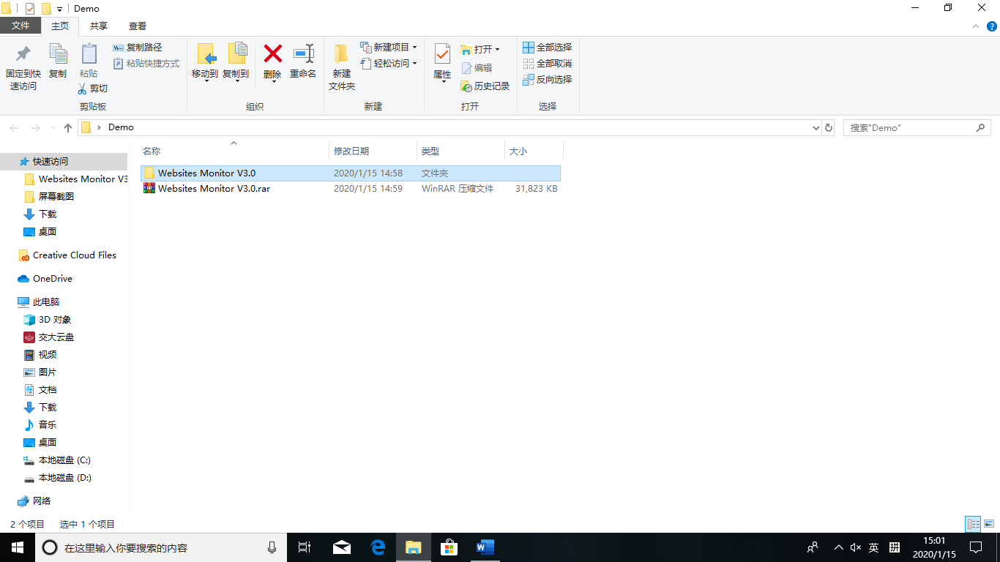 Demo
文件 主页 共享 查看
固定到快速访问
复制
粘贴
复制路径
粘贴快捷方式
剪切
剪贴板
移动到 复制到 删除 重命名
组织
新建文件夹
新建项目
轻松访问
新建
属性
打开
编辑
历史记录
打开
全部选择
全部取消
反向选择
选择
Demo
搜索"Demo"
名称 修改日期 类型 大小
Websites Monitor V3.0 2020/1/15 14:58 文件夹
Websites Monitor V3.0.rar 2020/1/15 14:59 WinRAR 压缩文件 31,823 KB
快速访问
Websites Monitor V3
屏幕截图
下载
桌面
Creative Cloud Files
OneDrive
此电脑
3D 对象
交大云盘
视频
图片
文档
下载
音乐
桌面
本地磁盘 (C:)
本地磁盘 (D:)
网络
2 个项目 选中 1 个项目
在这里输入你要搜索的内容
英 拼
15:01
2020/1/15